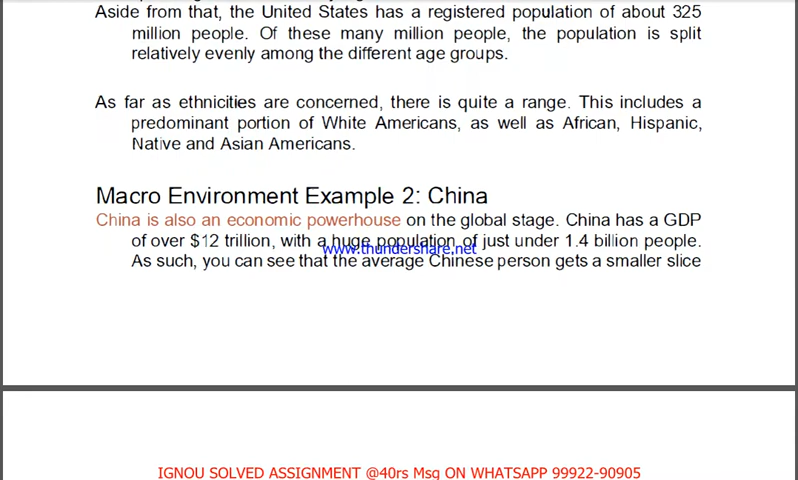 Aside from that, the United States has a registered population of about 325
million people. Of these many million people, the population is split
relatively evenly among the different age groups.
As far as ethnicities are concerned, there is quite a range. This includes a
predominant portion of White Americans, as well as African, Hispanic,
Native and Asian Americans.
Macro Environment Example 2: China
China is also an economic powerhouse on the global stage. China has a GDP
of over $12 trillion, with a huge population of just under 1.4 billion people.
www.thundershare.net
As such, you can see that the average Chinese person gets a smaller slice
IGNOU SOLVED ASSIGNMENT @40rs Msg ON WHATSAPP 99922-90905